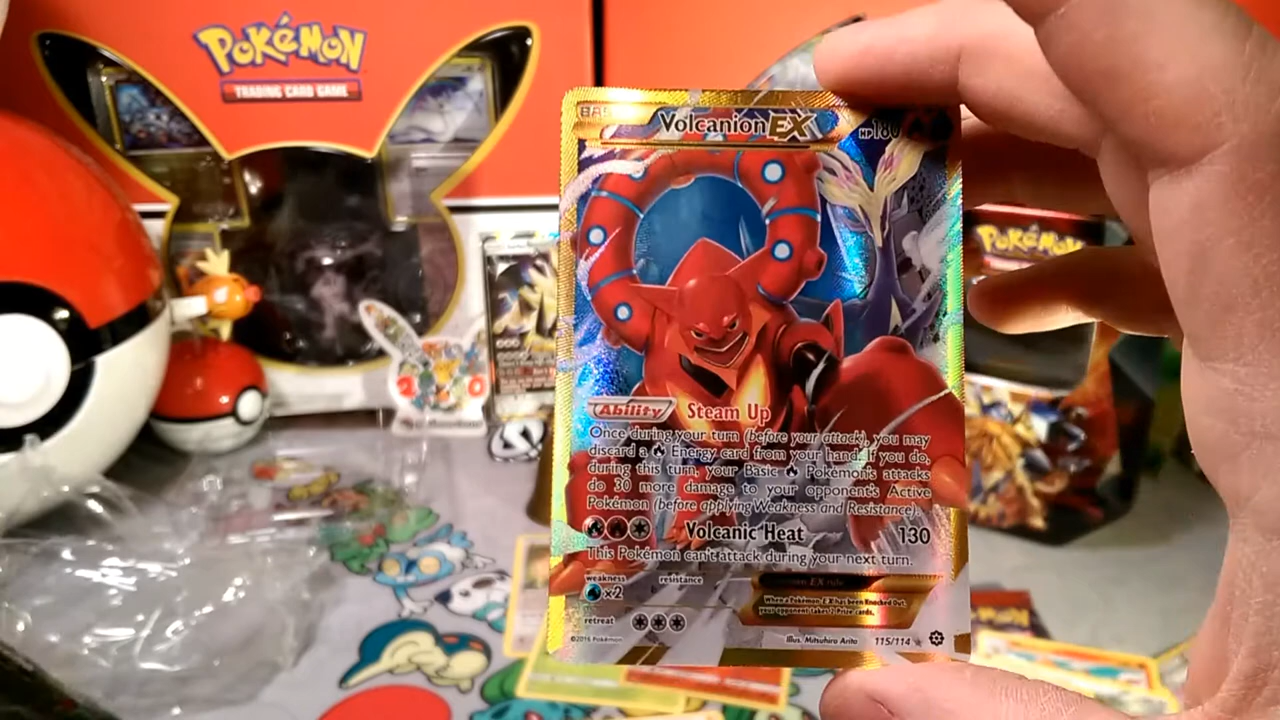 POKéMON
TRADING CARD GAME
BAS
Volcanion EX
HP180
Ability Steam Up
Once during your turn (before your attack), you may
discard a Energy card from your hand. If you do,
during this turn, your Basic Pokémon's attacks
do 30 more damage to your opponent's Active
Pokémon (before applying Weakness and Resistance).
Volcanic Heat 130
This Pokémon can't attack during your next turn.
weakness resistance
x2
retreat
EX rule
When a Pokémon-EX has been Knocked Out,
your opponent takes 2 Prize cards.
©2016 Pokémon
Illus. Mitsuhiro Arita
115/114
POKéMON